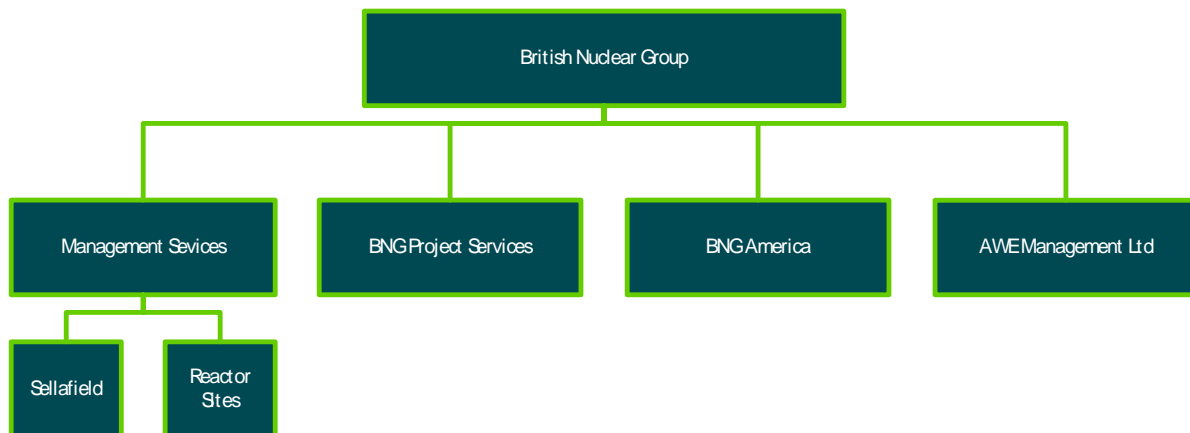 British Nuclear Group
Management Sevices
BNG Project Services
BNG America
AWE Management Ltd
Sellafield
Reactor
Sites